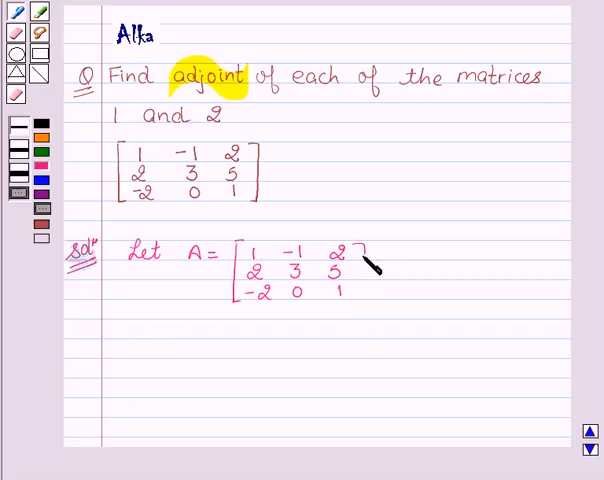 Alka
Q Find adjoint of each of the matrices
1 and 2
1 -1 2
2 3 5
-2 0 1
Solⁿ Let A = [ 1 -1 2 ]
2 3 5
-2 0 1